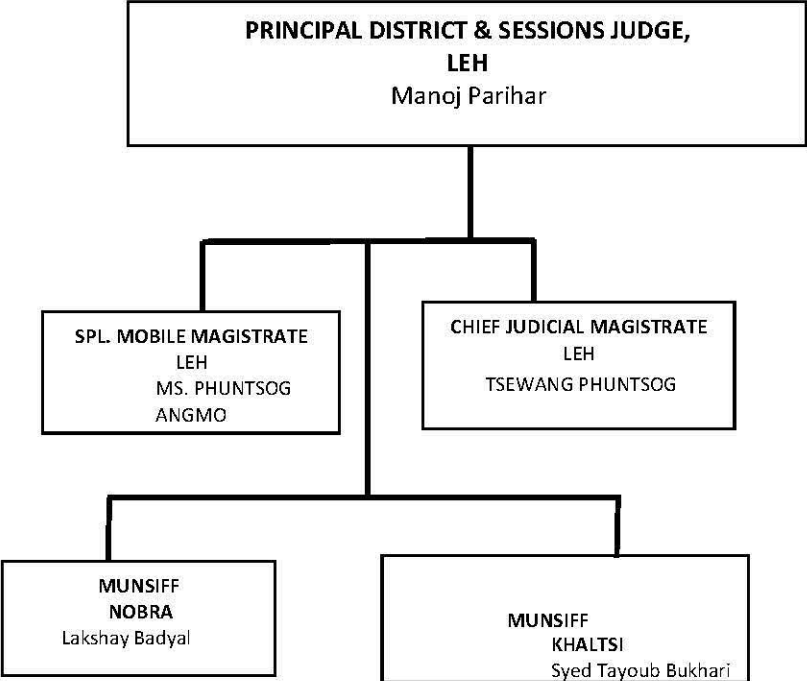 PRINCIPAL DISTRICT & SESSIONS JUDGE,
LEH
Manoj Parihar
SPL. MOBILE MAGISTRATE
LEH
MS. PHUNTSOG
ANGMO
CHIEF JUDICIAL MAGISTRATE
LEH
TSEWANG PHUNTSOG
MUNSIFF
NOBRA
Lakshay Badyal
MUNSIFF
KHALTSI
Syed Tayoub Bukhari